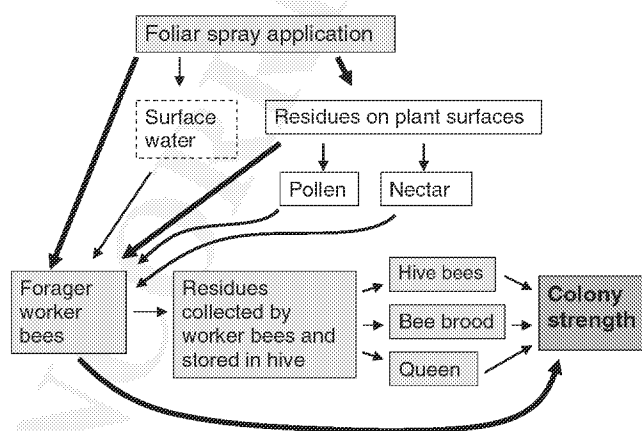 Foliar spray application
Surface
water
Residues on plant surfaces
Pollen
Nectar
Forager
worker
bees
Residues
collected by
worker bees and
stored in hive
Hive bees
Bee brood
Queen
Colony
strength